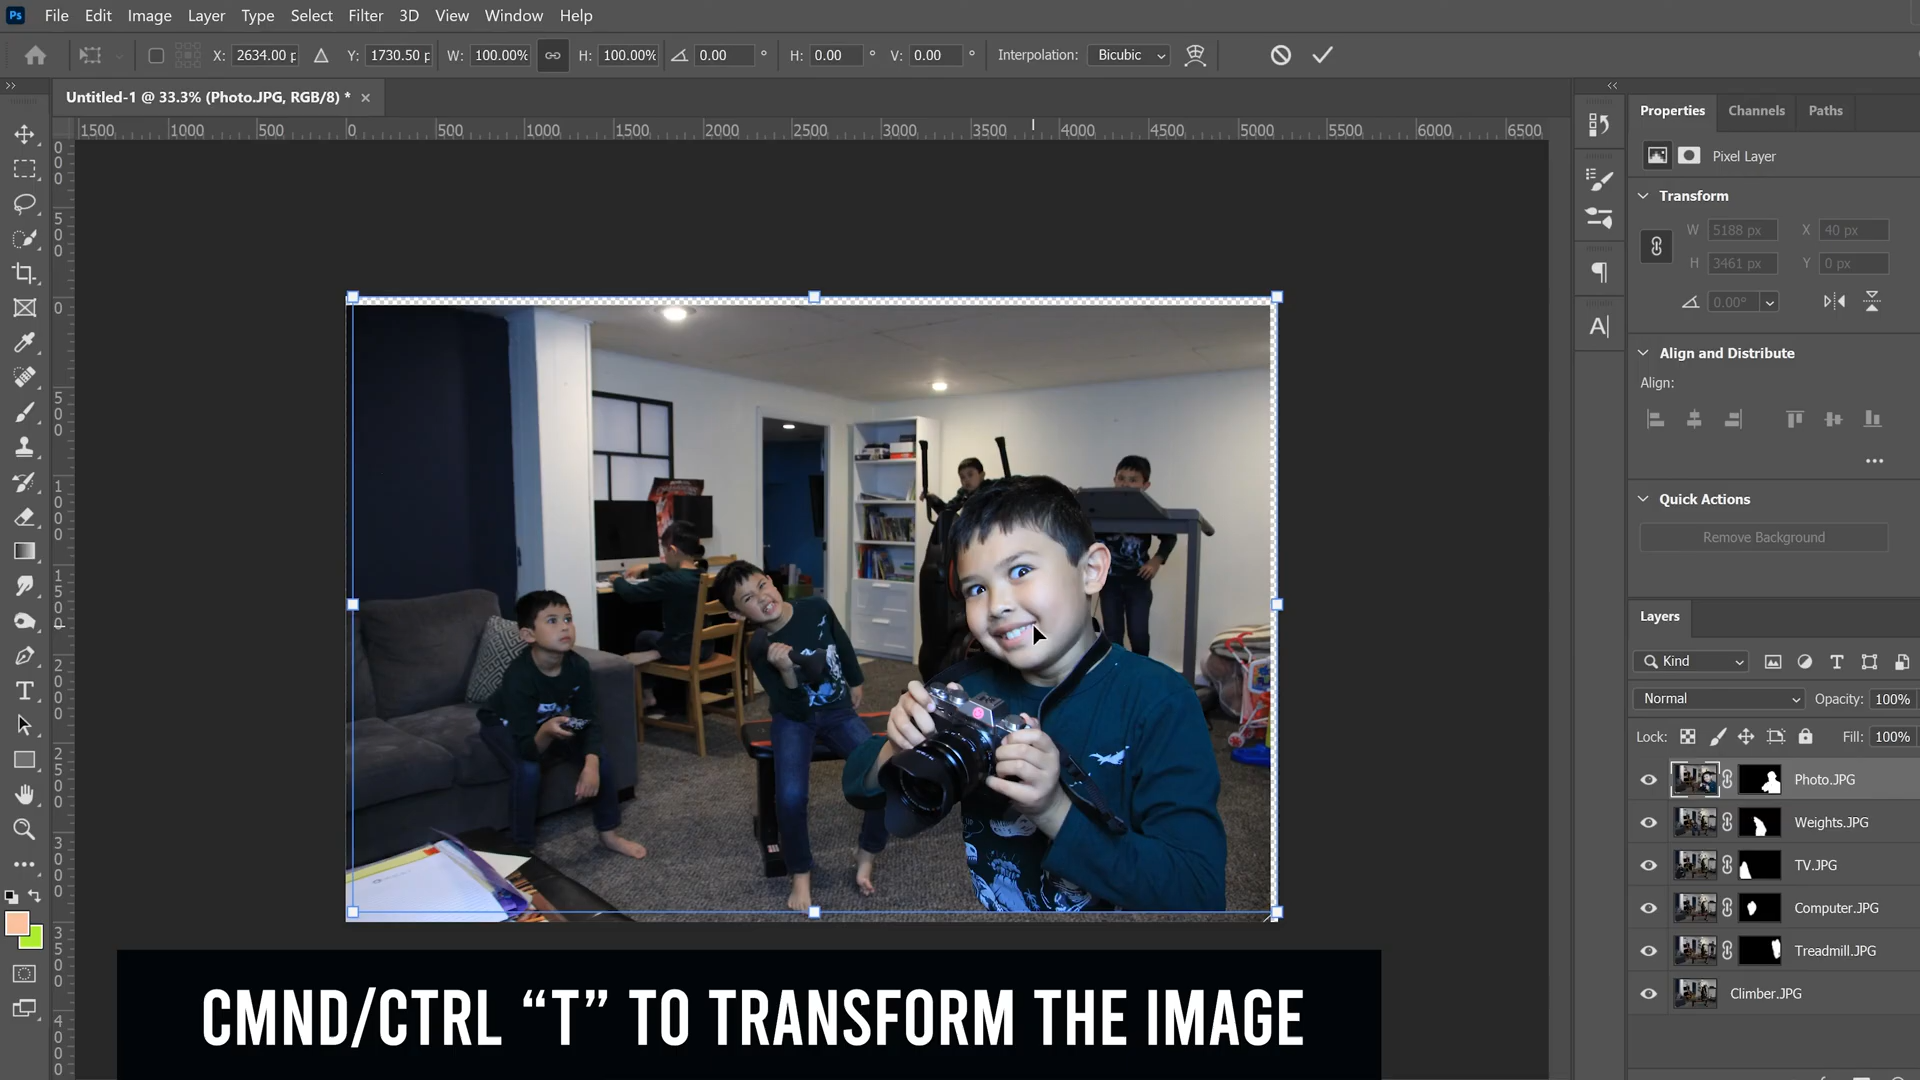 Ps File Edit Image Layer Type Select Filter 3D View Window Help
X: 2634.00 p Y: 1730.50 p W: 100.00% H: 100.00% 0.00 ° H: 0.00 ° V: 0.00 ° Interpolation: Bicubic
Untitled-1 @ 33.3% (Photo.JPG, RGB/8) * ×
1500 1000 500 0 500 1000 1500 2000 2500 3000 3500 4000 4500 5000 5500 6000 6500
Properties Channels Paths
Pixel Layer
Transform
W 5188 px X 40 px
H 3461 px Y 0 px
0.00°
Align and Distribute
Align:
Quick Actions
Remove Background
Layers
Kind
Normal Opacity: 100%
Lock: Fill: 100%
Photo.JPG
Weights.JPG
TV.JPG
Computer.JPG
Treadmill.JPG
Climber.JPG
CMND/CTRL “T” TO TRANSFORM THE IMAGE